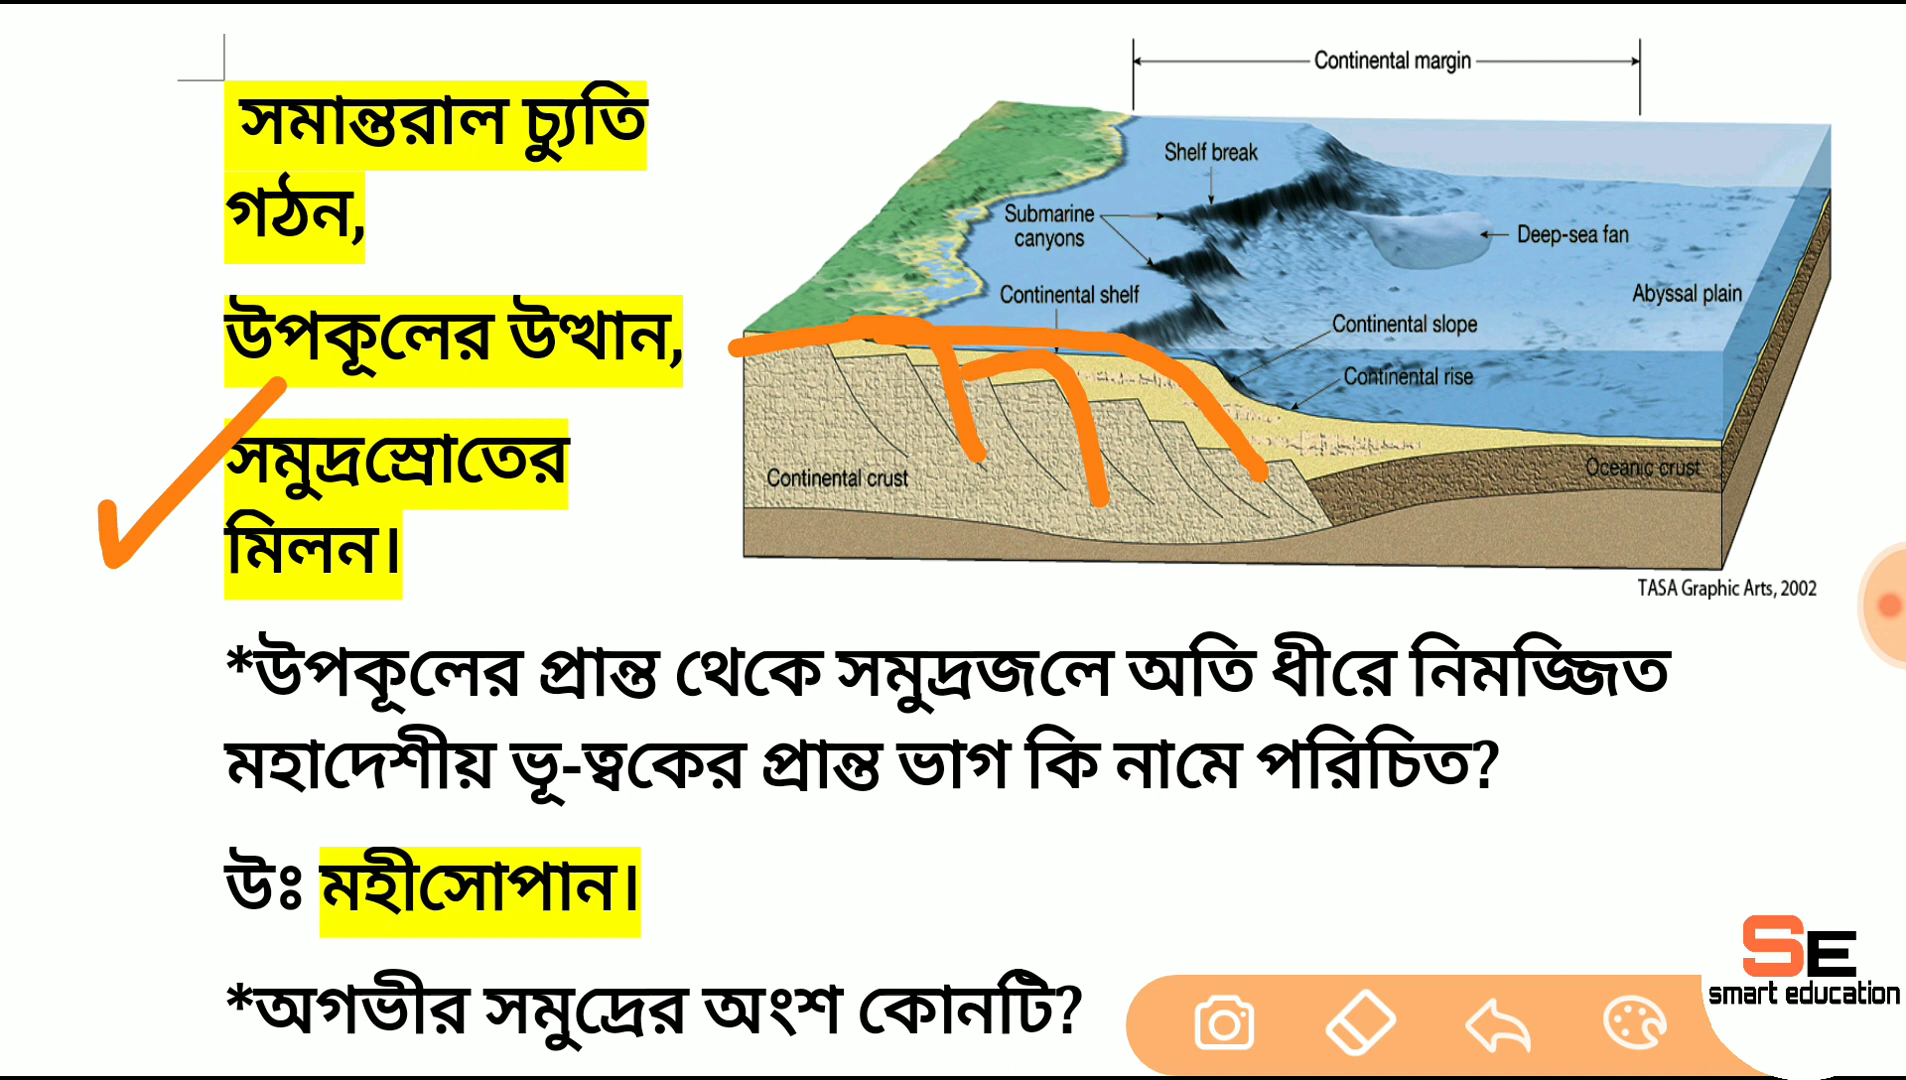 সমান্তরাল চ্যুতি
গঠন,
উপকূলের উত্থান,
সমুদ্রস্রোতের
মিলন।
Continental margin
Shelf break
Submarine
canyons
Deep-sea fan
Continental shelf
Abyssal plain
Continental slope
Continental rise
Continental crust
Oceanic crust
TASA Graphic Arts, 2002
*উপকূলের প্রান্ত থেকে সমুদ্রজলে অতি ধীরে নিমজ্জিত
মহাদেশীয় ভূ-ত্বকের প্রান্ত ভাগ কি নামে পরিচিত?
উঃ মহীসোপান।
*অগভীর সমুদ্রের অংশ কোনটি?
SE
smart education